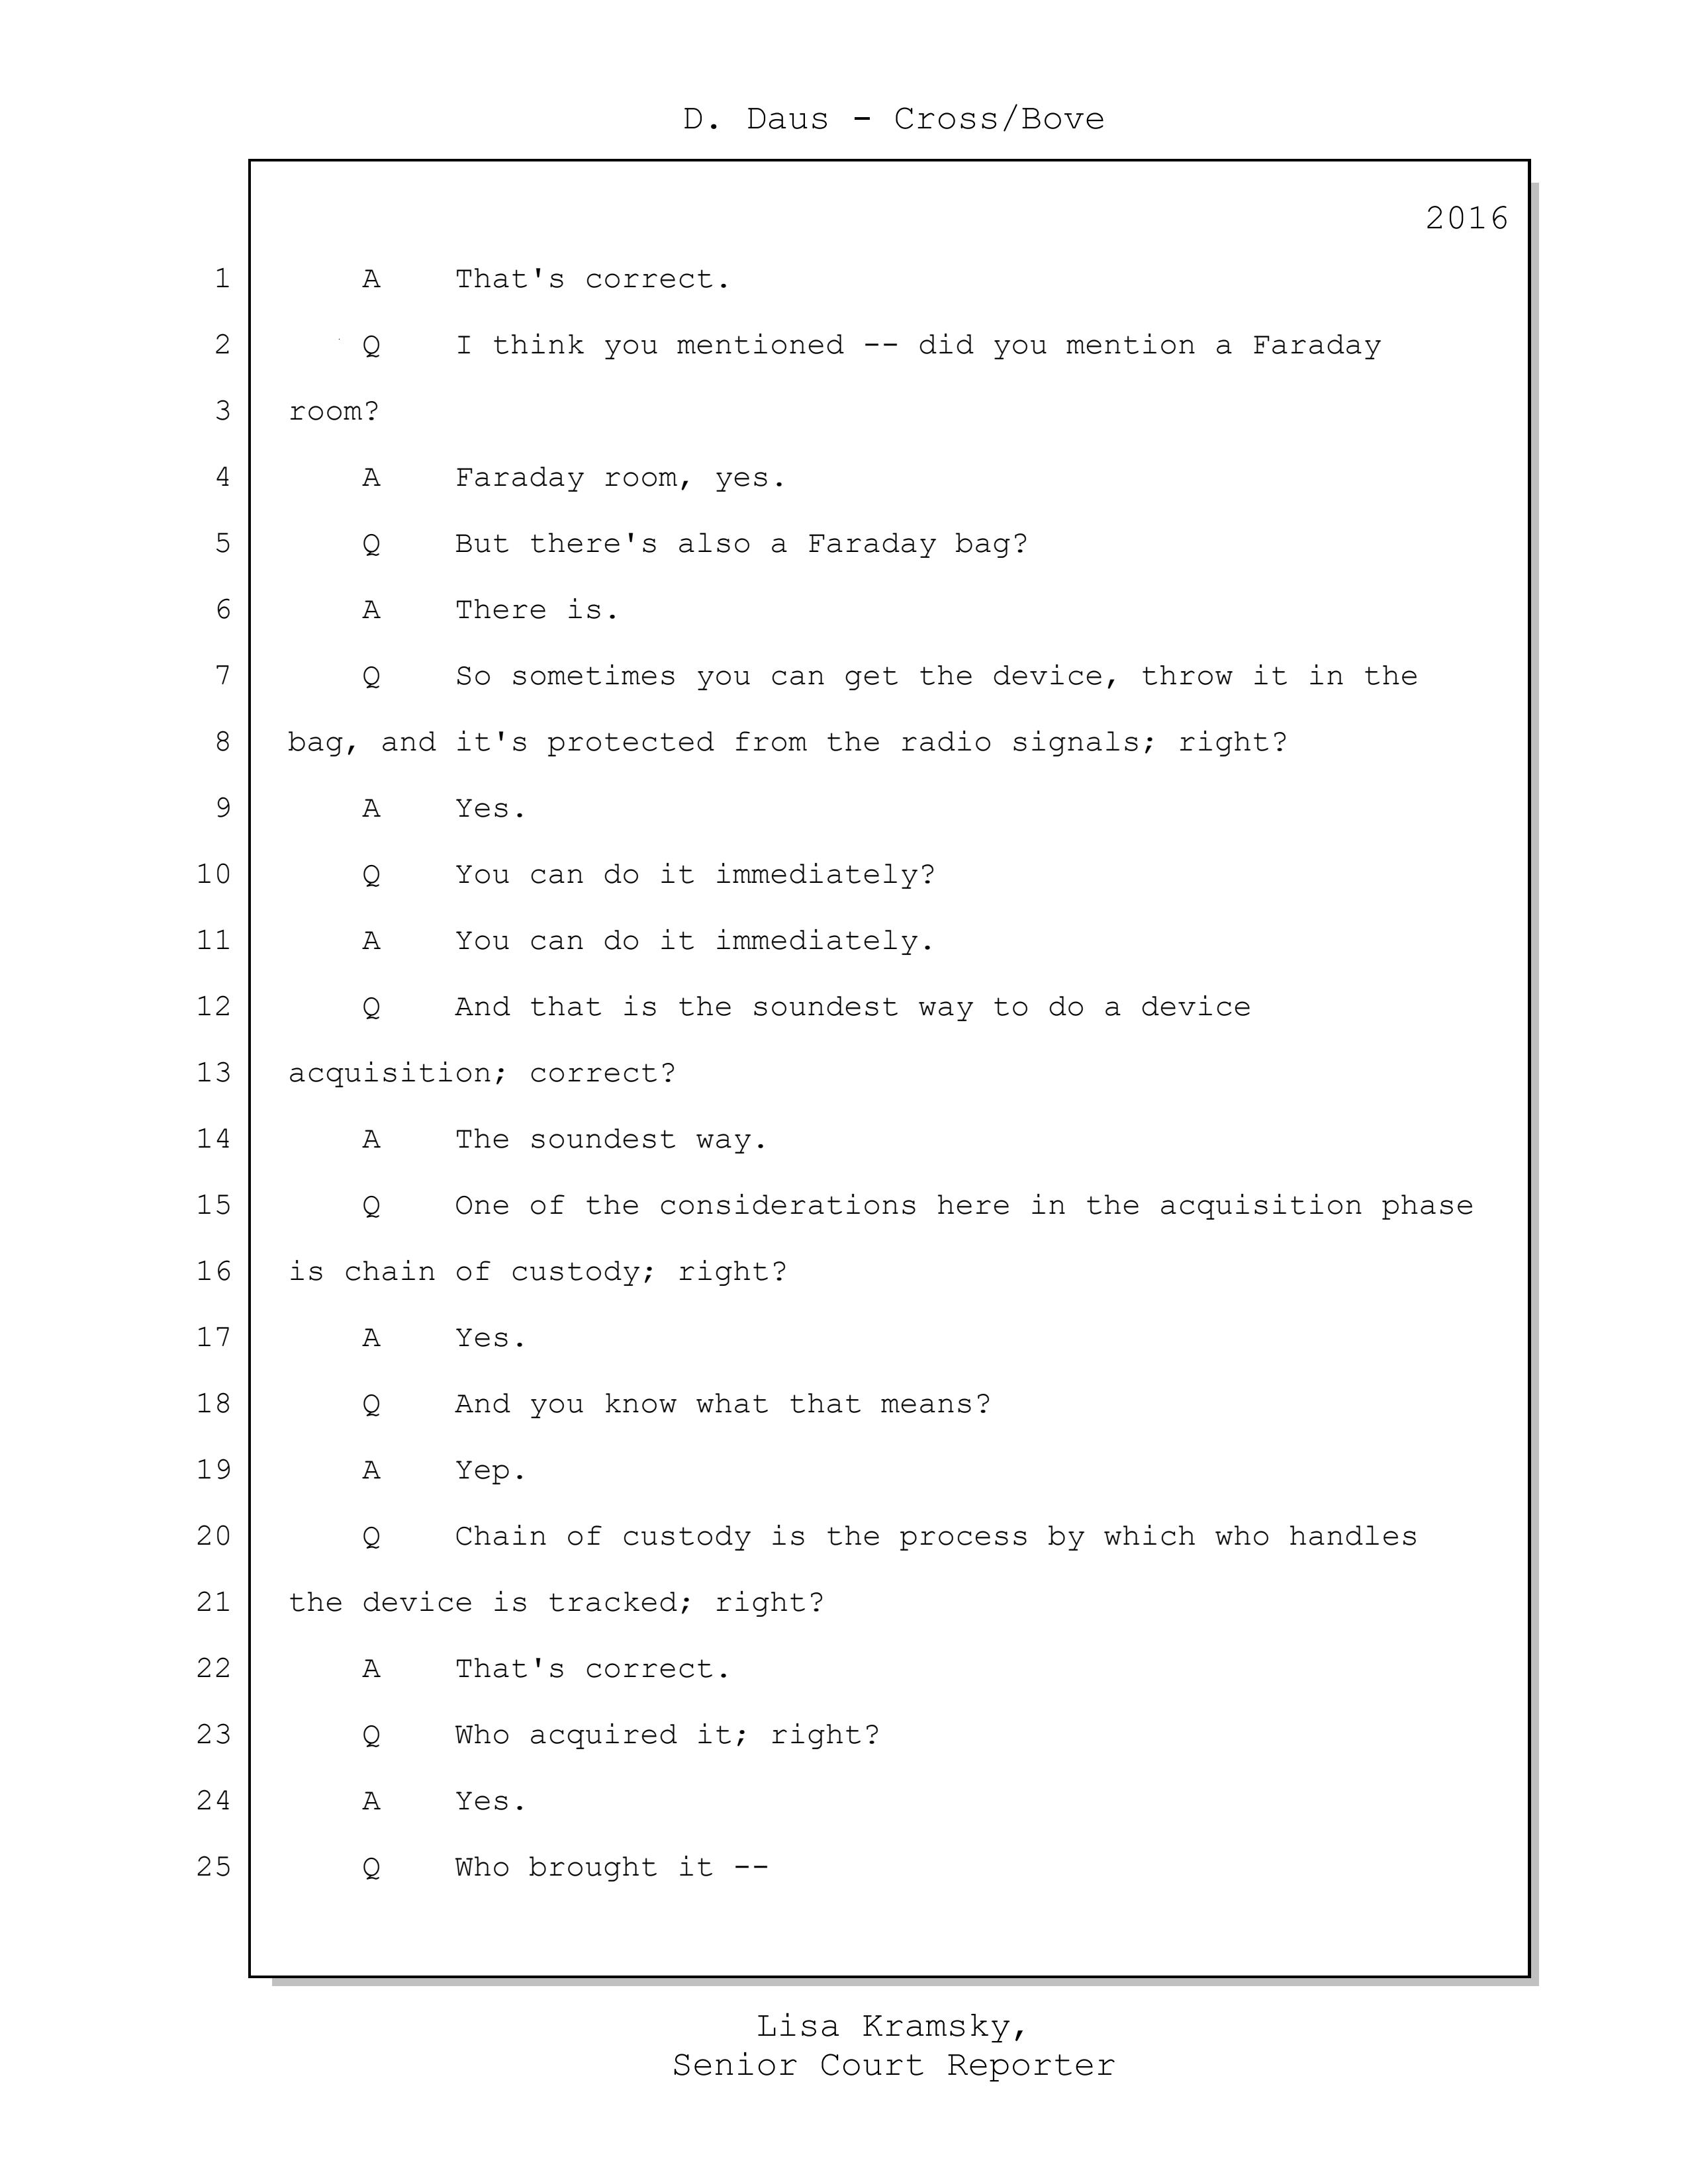 D. Daus - Cross/Bove
2016
1 A That's correct.
2 Q I think you mentioned -- did you mention a Faraday
3 room?
4 A Faraday room, yes.
5 Q But there's also a Faraday bag?
6 A There is.
7 Q So sometimes you can get the device, throw it in the
8 bag, and it's protected from the radio signals; right?
9 A Yes.
10 Q You can do it immediately?
11 A You can do it immediately.
12 Q And that is the soundest way to do a device
13 acquisition; correct?
14 A The soundest way.
15 Q One of the considerations here in the acquisition phase
16 is chain of custody; right?
17 A Yes.
18 Q And you know what that means?
19 A Yep.
20 Q Chain of custody is the process by which who handles
21 the device is tracked; right?
22 A That's correct.
23 Q Who acquired it; right?
24 A Yes.
25 Q Who brought it --
Lisa Kramsky,
Senior Court Reporter